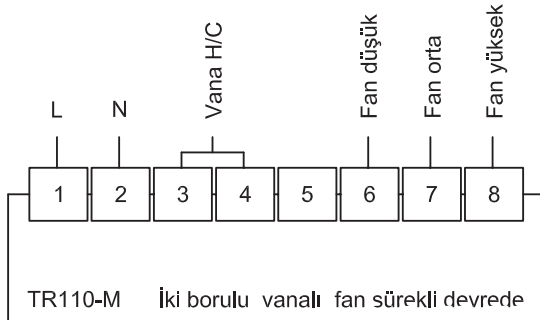 Vana H/C
Fan düşük
Fan orta
Fan yüksek
L N
1 2 3 4 5 6 7 8
TR110-M İki borulu vanalı fan sürekli devrede